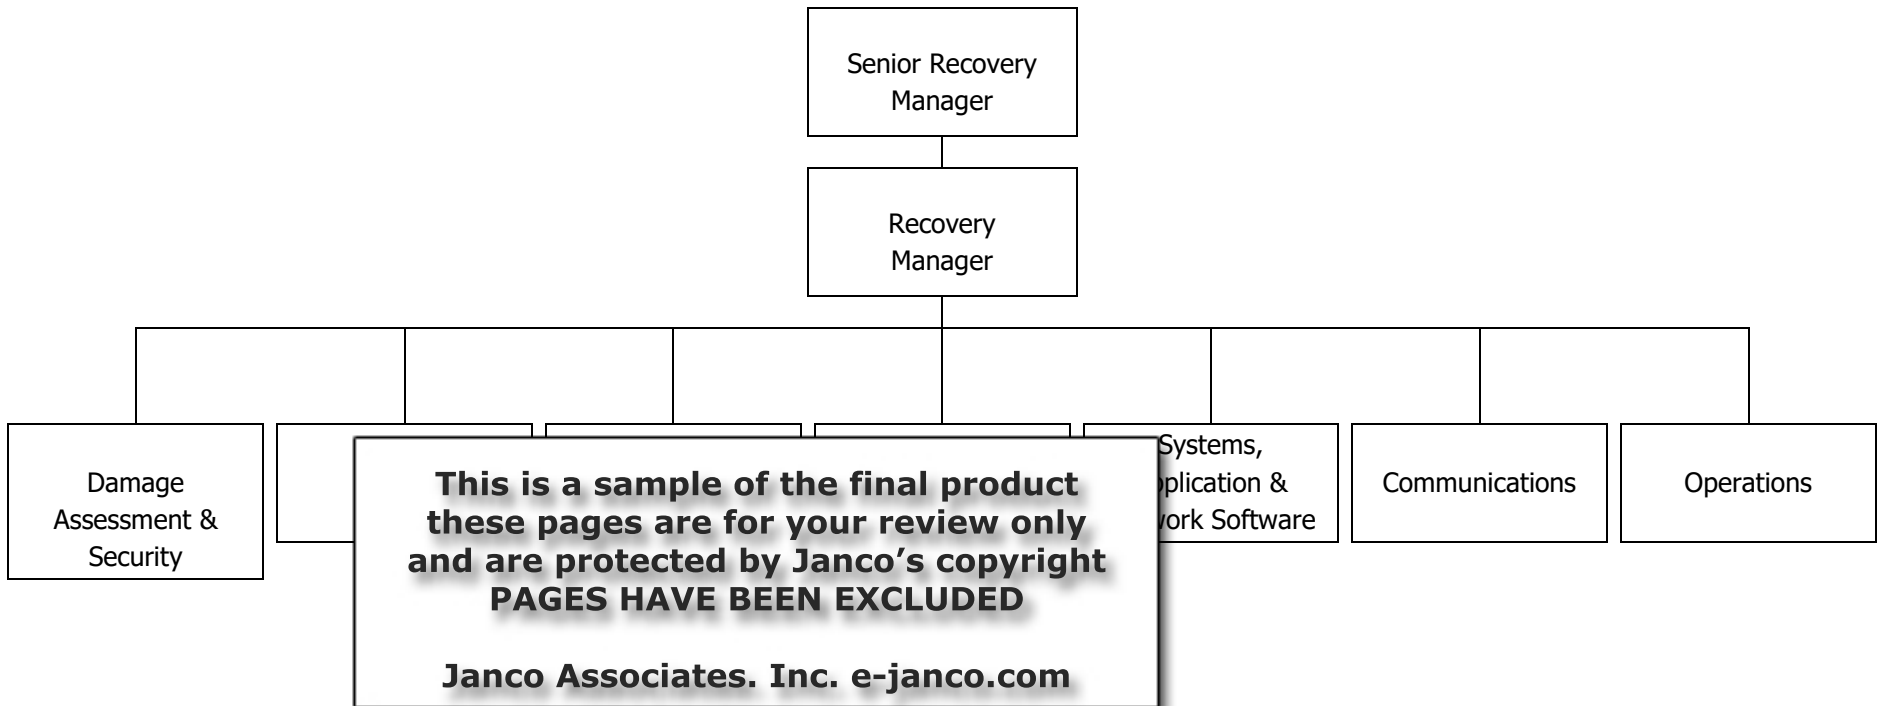 Senior Recovery
Manager
Recovery
Manager
Damage
Assessment &
Security
Systems,
&
Software
Communications
Operations
This is a sample of the final product
these pages are for your review only
and are protected by Janco’s copyright
PAGES HAVE BEEN EXCLUDED
Janco Associates. Inc. e-janco.com